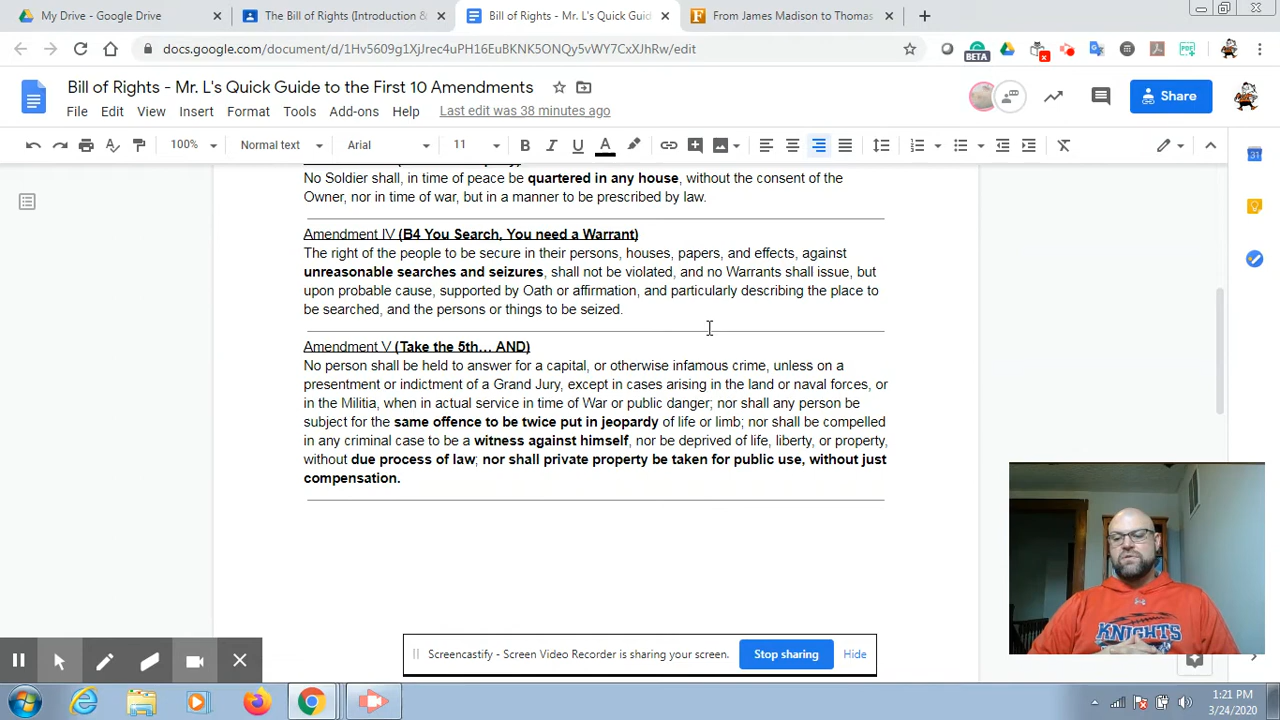 My Drive - Google Drive
The Bill of Rights (Introduction &
Bill of Rights - Mr. L's Quick Guid
From James Madison to Thomas
docs.google.com/document/d/1Hv5609g1XjJrec4uPH16EuBKNK5ONQy5vWY7CxXJhRw/edit
BETA
Bill of Rights - Mr. L's Quick Guide to the First 10 Amendments
Share
File Edit View Insert Format Add-ons Help Last edit was 38 minutes ago
100% Normal text Arial 11
No Soldier shall, in time of peace be quartered in any house, without the consent of the
Owner, nor in time of war, but in a manner to be prescribed by law.
Amendment IV (B4 You Search, You need a Warrant)
The right of the people to be secure in their persons, houses, papers, and effects, against
unreasonable searches and seizures, shall not be violated, and no Warrants shall issue, but
upon probable cause, supported by Oath or affirmation, and particularly describing the place to
be searched, and the persons or things to be seized.
Amendment V (Take the 5th... AND)
No person shall be held to answer for a capital, or otherwise infamous crime, unless on a
presentment or indictment of a Grand Jury, except in cases arising in the land or naval forces, or
in the Militia, when in actual service in time of War or public danger; nor shall any person be
subject for the same offence to be twice put in jeopardy of life or limb; nor shall be compelled
in any criminal case to be a witness against himself, nor be deprived of life, liberty, or property,
without due process of law; nor shall private property be taken for public use, without just
compensation.
KNIGHTS
Screencastify - Screen Video Recorder is sharing your screen. Stop sharing Hide
1:21 PM
3/24/2020